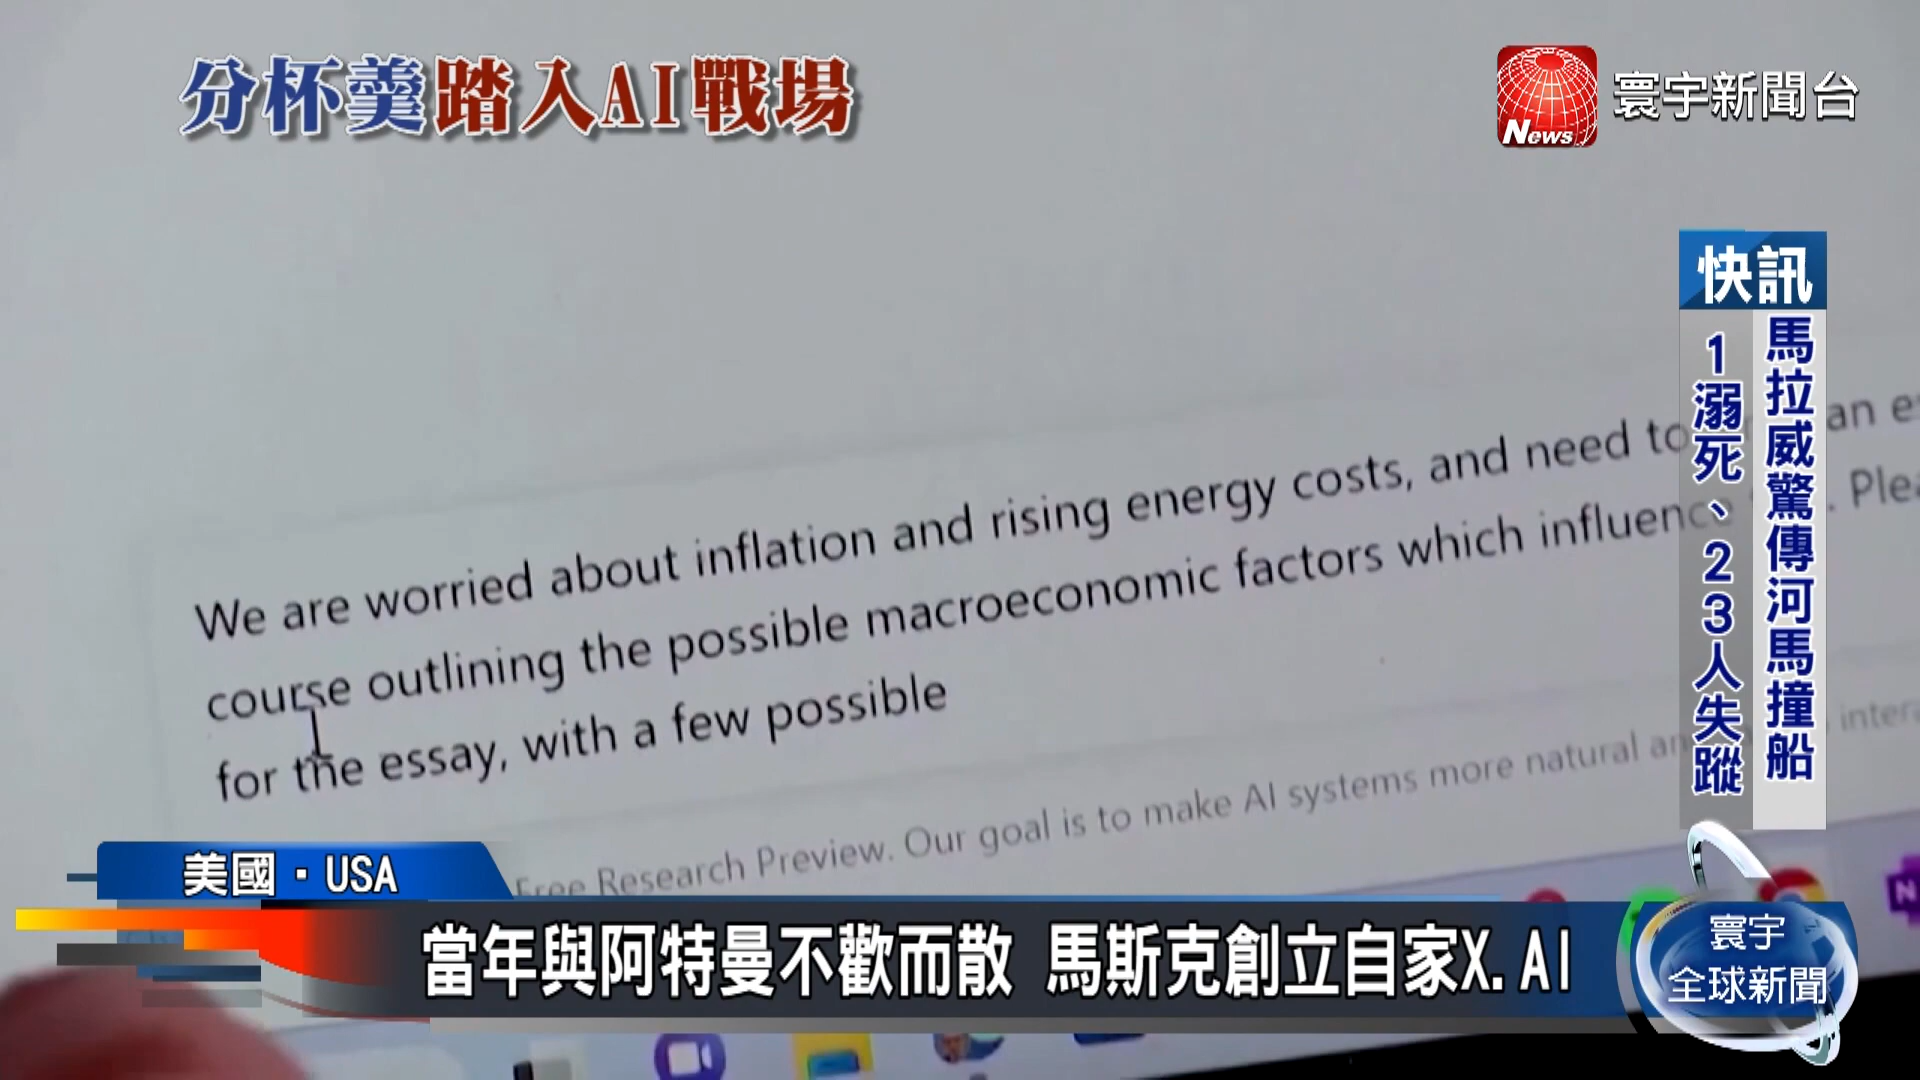 分杯羹踏入AI戰場
News 寰宇新聞台
快訊
馬拉威驚傳河馬撞船
1溺死、23人失蹤
We are worried about inflation and rising energy costs, and need to an
course outlining the possible macroeconomic factors which influence
for the essay, with a few possible
Free Research Preview. Our goal is to make AI systems more natural
美國·USA
當年與阿特曼不歡而散 馬斯克創立自家X.AI
寰宇
全球新聞